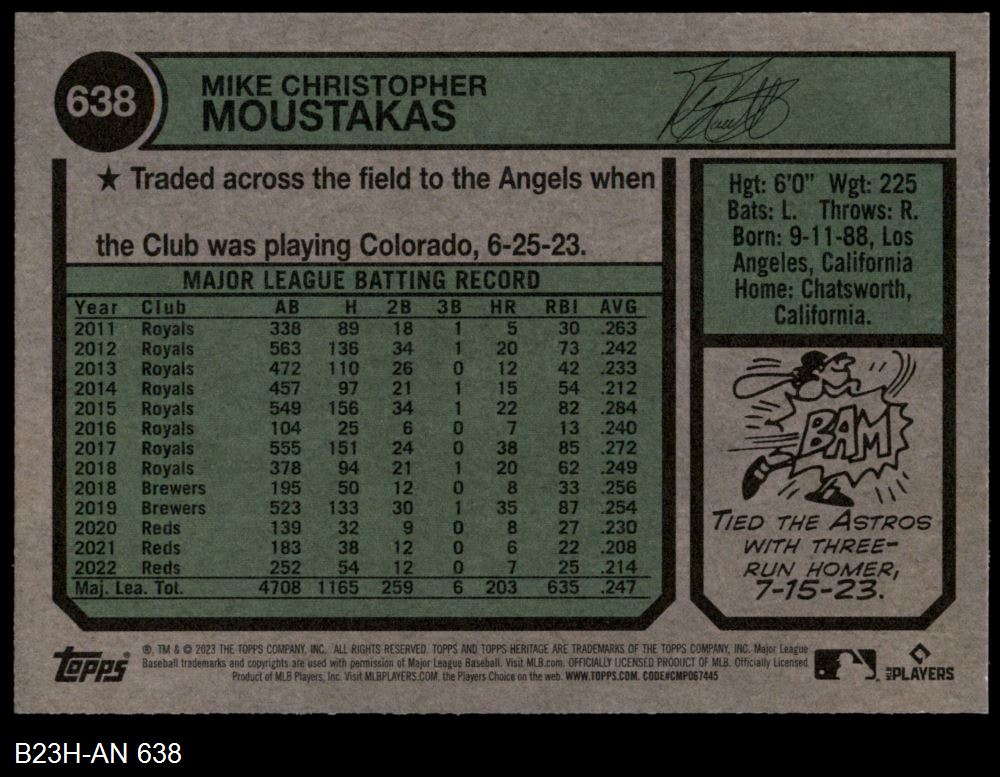 638
MIKE CHRISTOPHER
MOUSTAKAS
★ Traded across the field to the Angels when
the Club was playing Colorado, 6-25-23.
MAJOR LEAGUE BATTING RECORD
Year Club AB H 2B 3B HR RBI AVG
2011 Royals 338 89 18 1 5 30 .263
2012 Royals 563 136 34 1 20 73 .242
2013 Royals 472 110 26 0 12 42 .233
2014 Royals 457 97 21 1 15 54 .212
2015 Royals 549 156 34 1 22 82 .284
2016 Royals 104 25 6 0 7 13 .240
2017 Royals 555 151 24 0 38 85 .272
2018 Royals 378 94 21 1 20 62 .249
2018 Brewers 195 50 12 0 8 33 .256
2019 Brewers 523 133 30 1 35 87 .254
2020 Reds 139 32 9 0 8 27 .230
2021 Reds 183 38 12 0 6 22 .208
2022 Reds 252 54 12 0 7 25 .214
Maj. Lea. Tot. 4708 1165 259 6 203 635 .247
Hgt: 6'0" Wgt: 225
Bats: L. Throws: R.
Born: 9-11-88, Los
Angeles, California
Home: Chatsworth,
California.
BAM
TIED THE ASTROS
WITH THREE-
RUN HOMER,
7-15-23.
topps
®, TM & © 2023 THE TOPPS COMPANY, INC. ALL RIGHTS RESERVED. TOPPS AND TOPPS HERITAGE ARE TRADEMARKS OF THE TOPPS COMPANY, INC. Major League
Baseball trademarks and copyrights are used with permission of Major League Baseball. Visit MLB.com. OFFICIALLY LICENSED PRODUCT OF MLB. Officially Licensed
Product of MLB Players, Inc. Visit MLBPLAYERS.COM, the Players Choice on the web. WWW.TOPPS.COM. CODE#CMP067445
MLB PLAYERS
B23H-AN 638